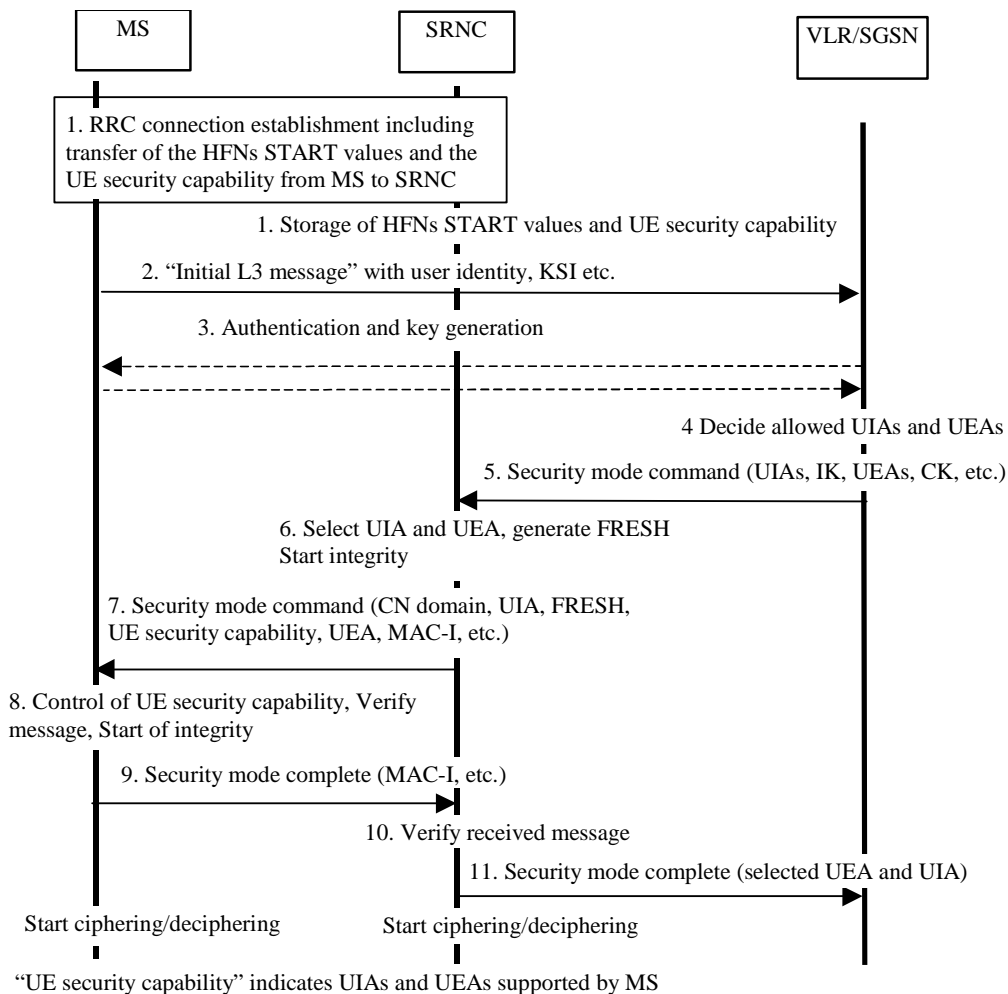 MS
SRNC
VLR/SGSN
1. RRC connection establishment including
transfer of the HFNs START values and the
UE security capability from MS to SRNC
1. Storage of HFNs START values and UE security capability
2. “Initial L3 message” with user identity, KSI etc.
3. Authentication and key generation
4 Decide allowed UIAs and UEAs
5. Security mode command (UIAs, IK, UEAs, CK, etc.)
6. Select UIA and UEA, generate FRESH
Start integrity
7. Security mode command (CN domain, UIA, FRESH,
UE security capability, UEA, MAC-I, etc.)
8. Control of UE security capability, Verify
message, Start of integrity
9. Security mode complete (MAC-I, etc.)
10. Verify received message
11. Security mode complete (selected UEA and UIA)
Start ciphering/deciphering
Start ciphering/deciphering
“UE security capability” indicates UIAs and UEAs supported by MS